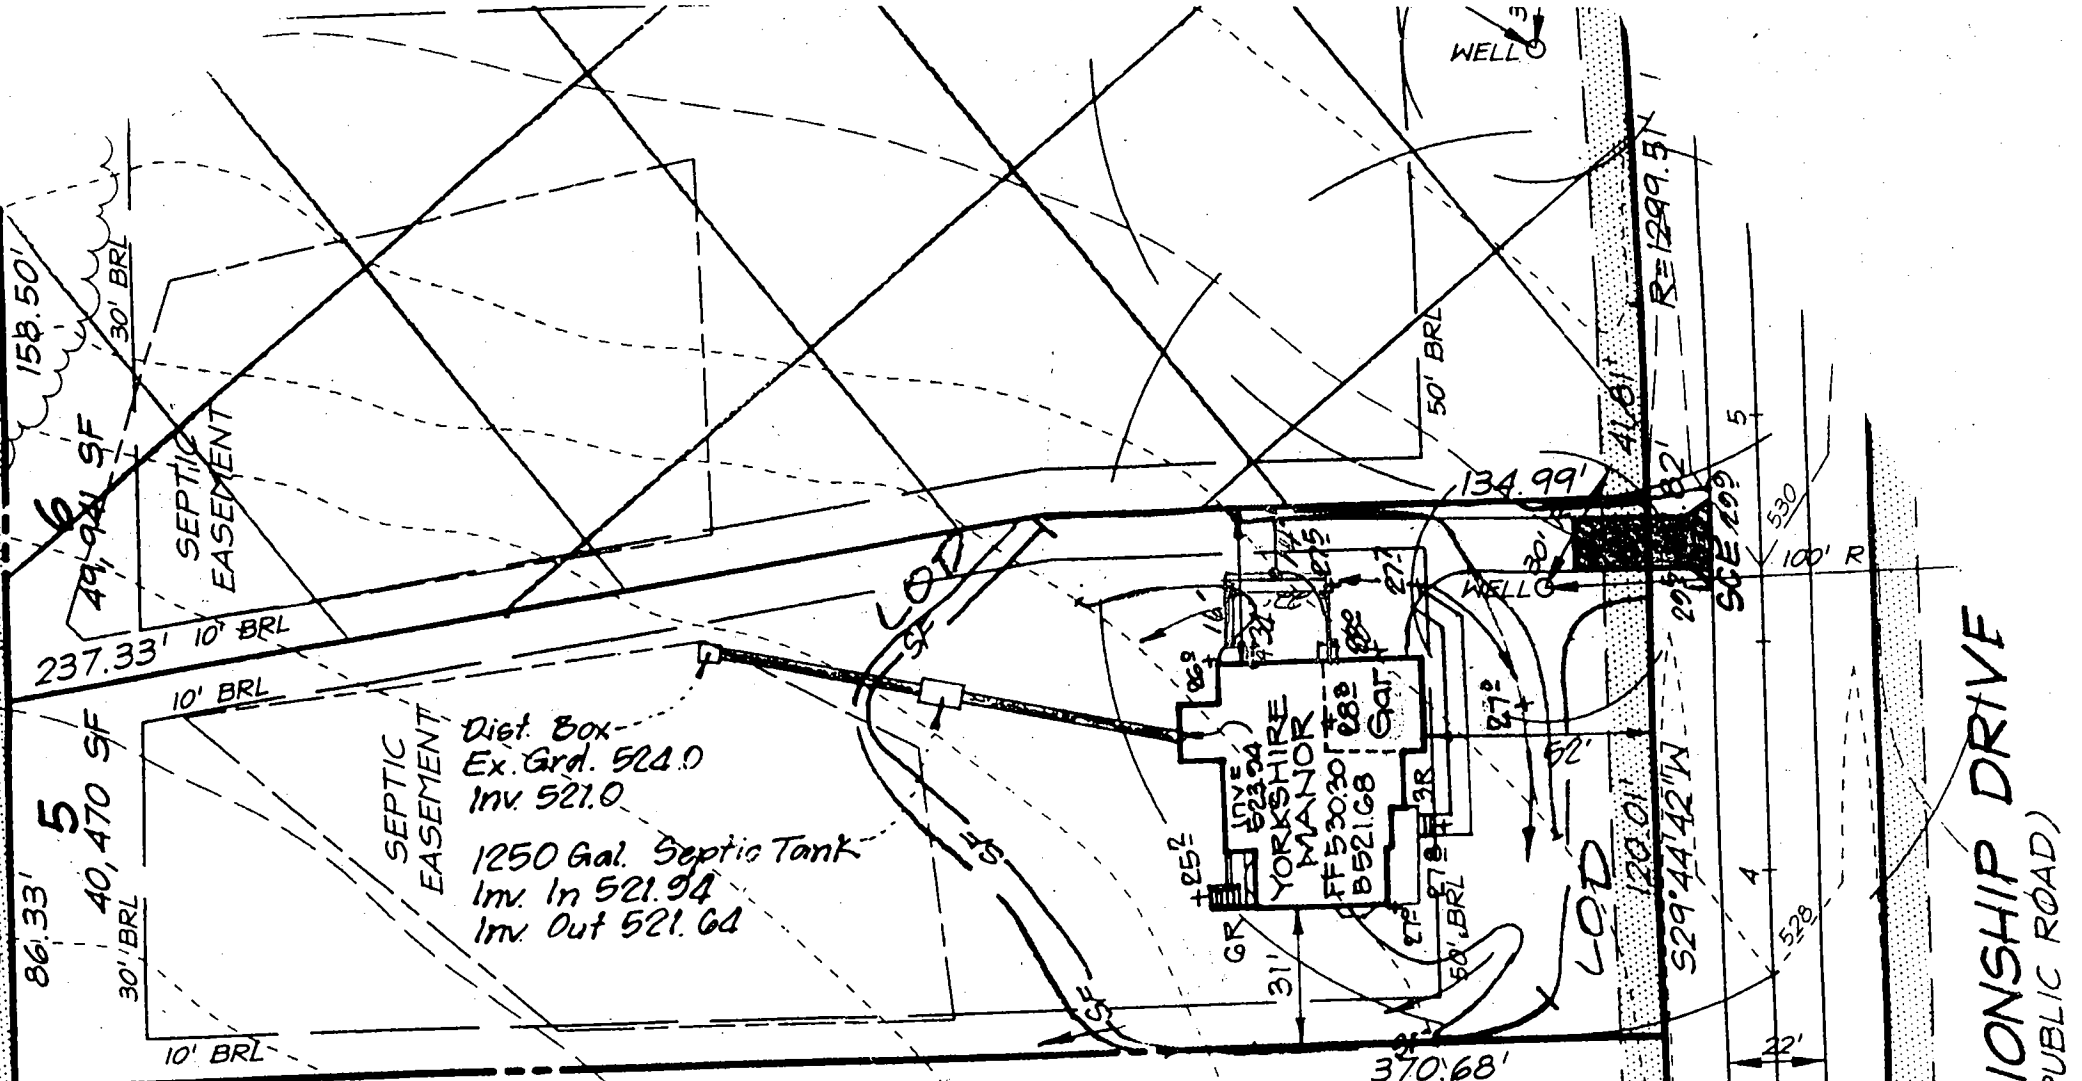 WELL
158.50'
30' BRL
6
49,941 SF
SEPTIC
EASEMENT
237.33'
10' BRL
10' BRL
50' BRL
R=1299.51'
41.81'
82'
134.99'
LOD
SF
SF
SF
Dist. Box
Ex. Grd. 524.0
Inv. 521.0
1250 Gal. Septic Tank
Inv. In 521.94
Inv. Out 521.64
SEPTIC
EASEMENT
5
40,470 SF
86.33'
30' BRL
10' BRL
YORKSHIRE
MANOR
FF 530.30
B 521.68
Gar
Inv=
523.94
16'
3R
6R
31'
52'
50' BRL
WELL
30'
SCE
100' R
530
5
4
528
22'
LOD
120.01'
S29°44'42"W
370.68'
IONSHIP DRIVE
PUBLIC ROAD)